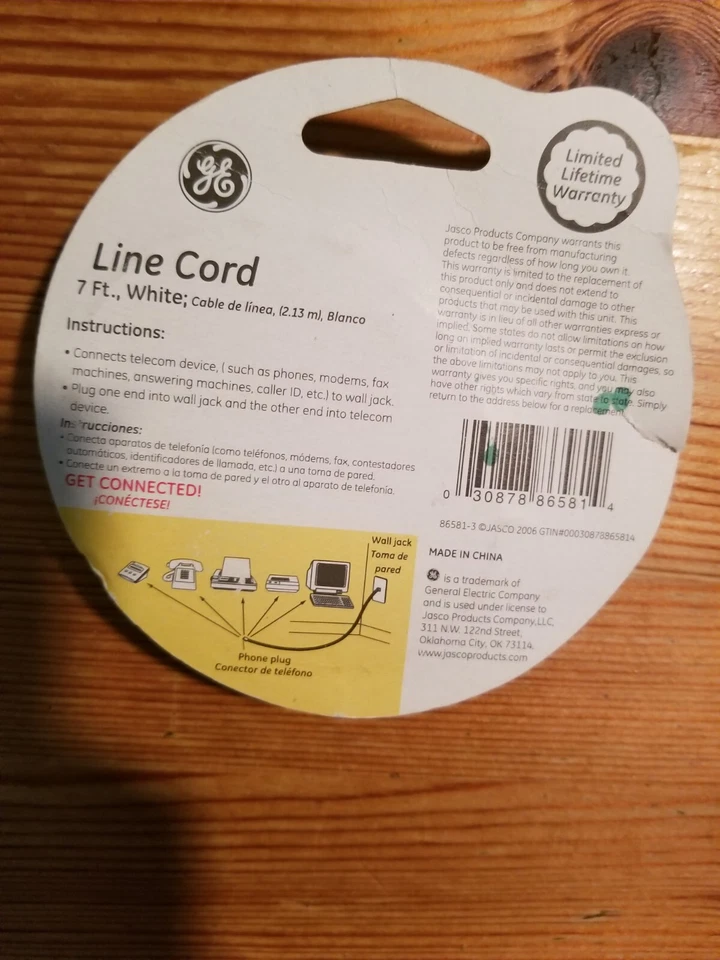 GE
Limited
Lifetime
Warranty
Line Cord
7 Ft., White; Cable de línea, (2.13 m), Blanco
Instructions:
• Connects telecom device, ( such as phones, modems, fax
machines, answering machines, caller ID, etc.) to wall jack.
• Plug one end into wall jack and the other end into telecom
device.
Instrucciones:
• Conecta aparatos de telefonía (como teléfonos, módems, fax, contestadores
automáticos, identificadores de llamada, etc.) a una toma de pared.
• Conecte un extremo a la toma de pared y el otro al aparato de telefonía.
GET CONNECTED!
¡CONÉCTESE!
Wall jack
Toma de
pared
Phone plug
Conector de teléfono
Jasco Products Company warrants this
product to be free from manufacturing
defects regardless of how long you own it.
This warranty is limited to the replacement of
this product only and does not extend to
consequential or incidental damage to other
products that may be used with this unit. This
warranty is in lieu of all other warranties express or
implied. Some states do not allow limitations on how
long an implied warranty lasts or permit the exclusion
or limitation of incidental or consequential damages, so
the above limitations may not apply to you. This
warranty gives you specific rights, and you may also
have other rights which vary from state to state. Simply
return to the address below for a replacement.
0 30878 86581 4
86581-3 ©JASCO 2006 GTIN#00030878865814
MADE IN CHINA
GE is a trademark of
General Electric Company
and is used under license to
Jasco Products Company,LLC,
311 N.W. 122nd Street,
Oklahoma City, OK 73114.
www.jascoproducts.com